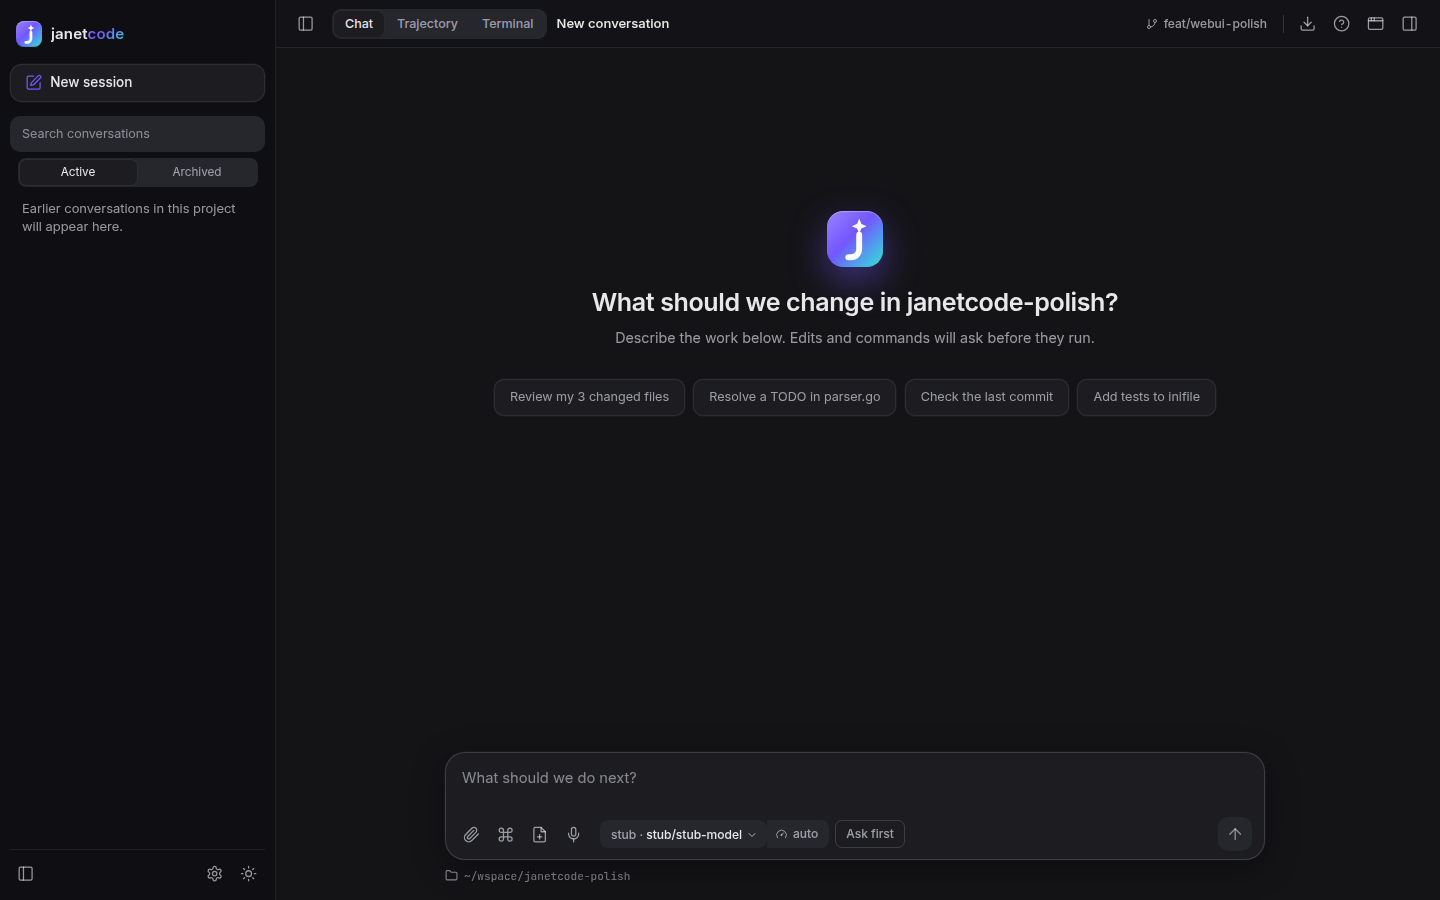 janetcode
New session
Search conversations
Active
Archived
Earlier conversations in this project
will appear here.
Chat
Trajectory
Terminal
New conversation
feat/webui-polish
What should we change in janetcode-polish?
Describe the work below. Edits and commands will ask before they run.
Review my 3 changed files
Resolve a TODO in parser.go
Check the last commit
Add tests to inifile
What should we do next?
stub · stub/stub-model
auto
Ask first
~/wspace/janetcode-polish